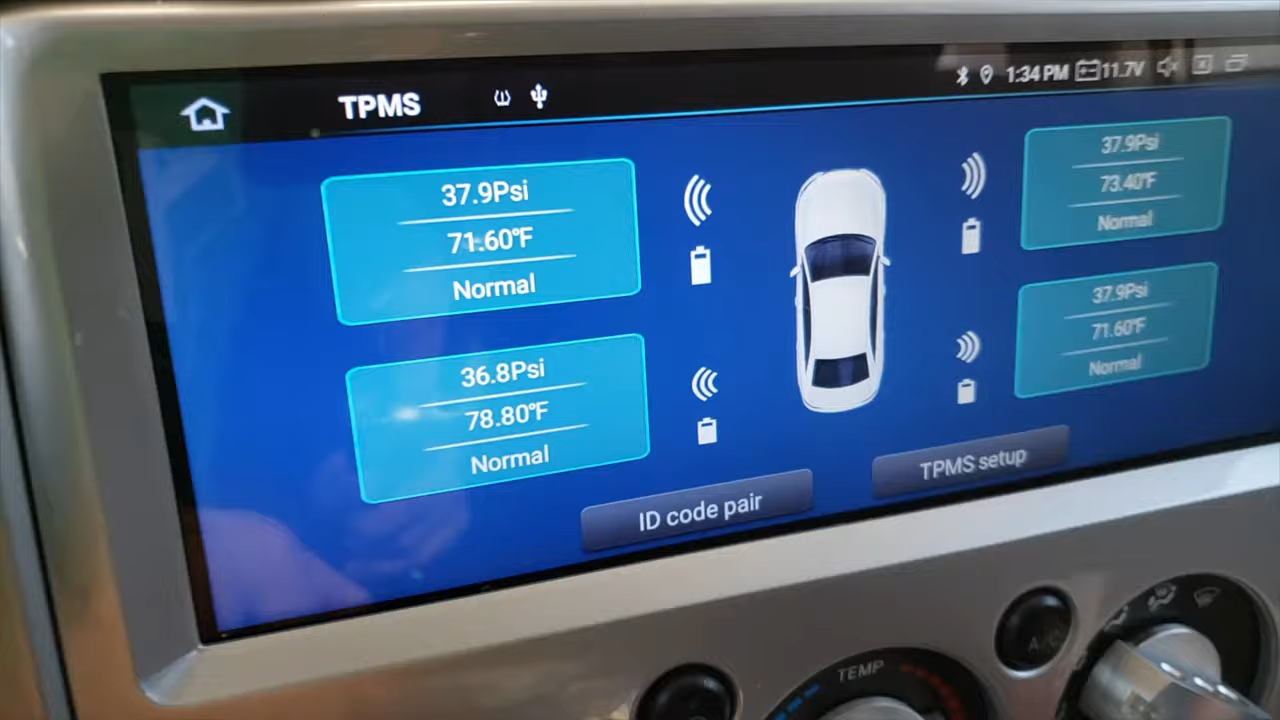 TPMS
1:34 PM 11.7V
37.9Psi
71.60°F
Normal
37.9Psi
73.40°F
Normal
36.8Psi
78.80°F
Normal
37.9Psi
71.60°F
Normal
ID code pair
TPMS setup
TEMP
A/C